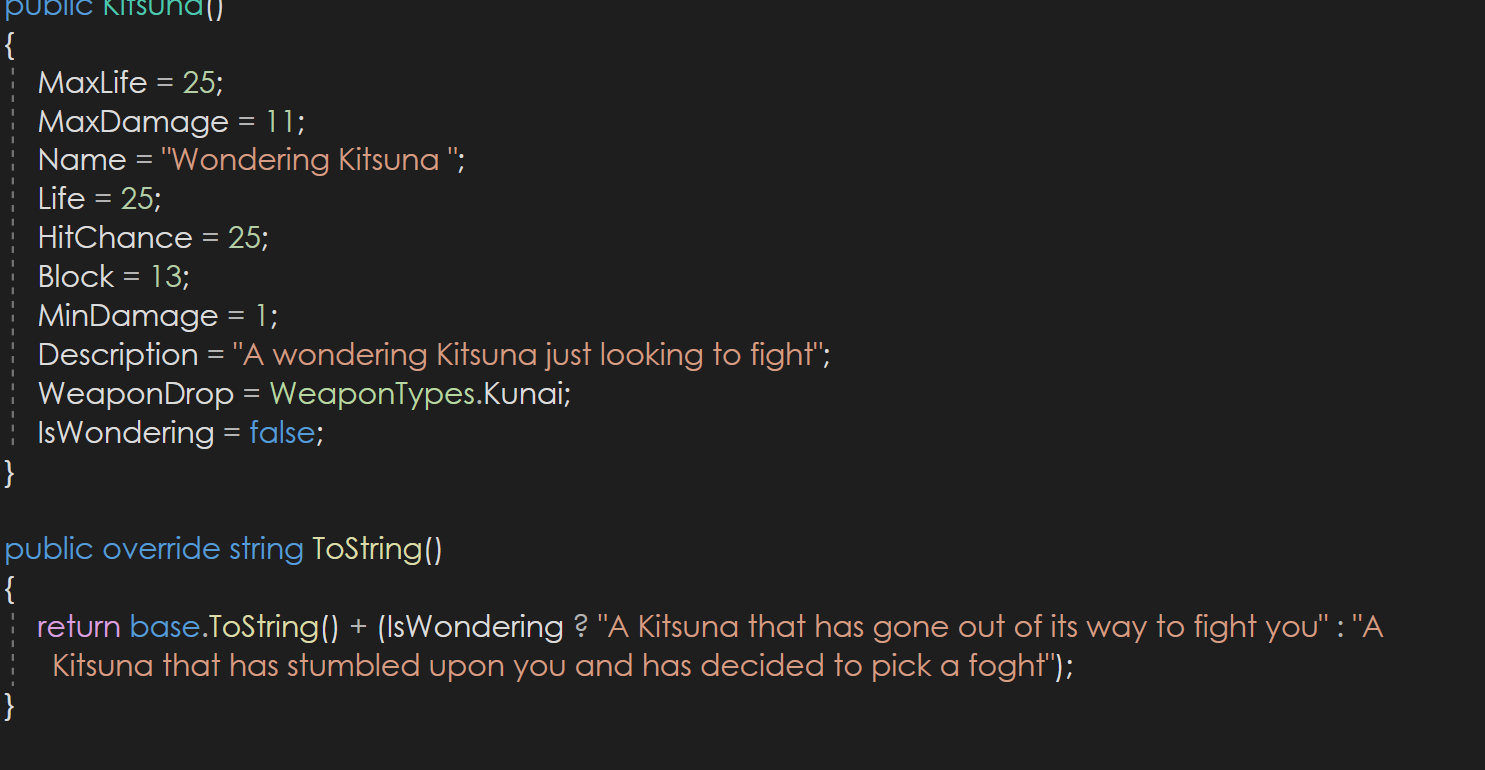 public Kitsuna()
{
MaxLife = 25;
MaxDamage = 11;
Name = "Wondering Kitsuna ";
Life = 25;
HitChance = 25;
Block = 13;
MinDamage = 1;
Description = "A wondering Kitsuna just looking to fight";
WeaponDrop = WeaponTypes.Kunai;
IsWondering = false;
}
public override string ToString()
{
return base.ToString() + (IsWondering ? "A Kitsuna that has gone out of its way to fight you" : "A
Kitsuna that has stumbled upon you and has decided to pick a foght");
}